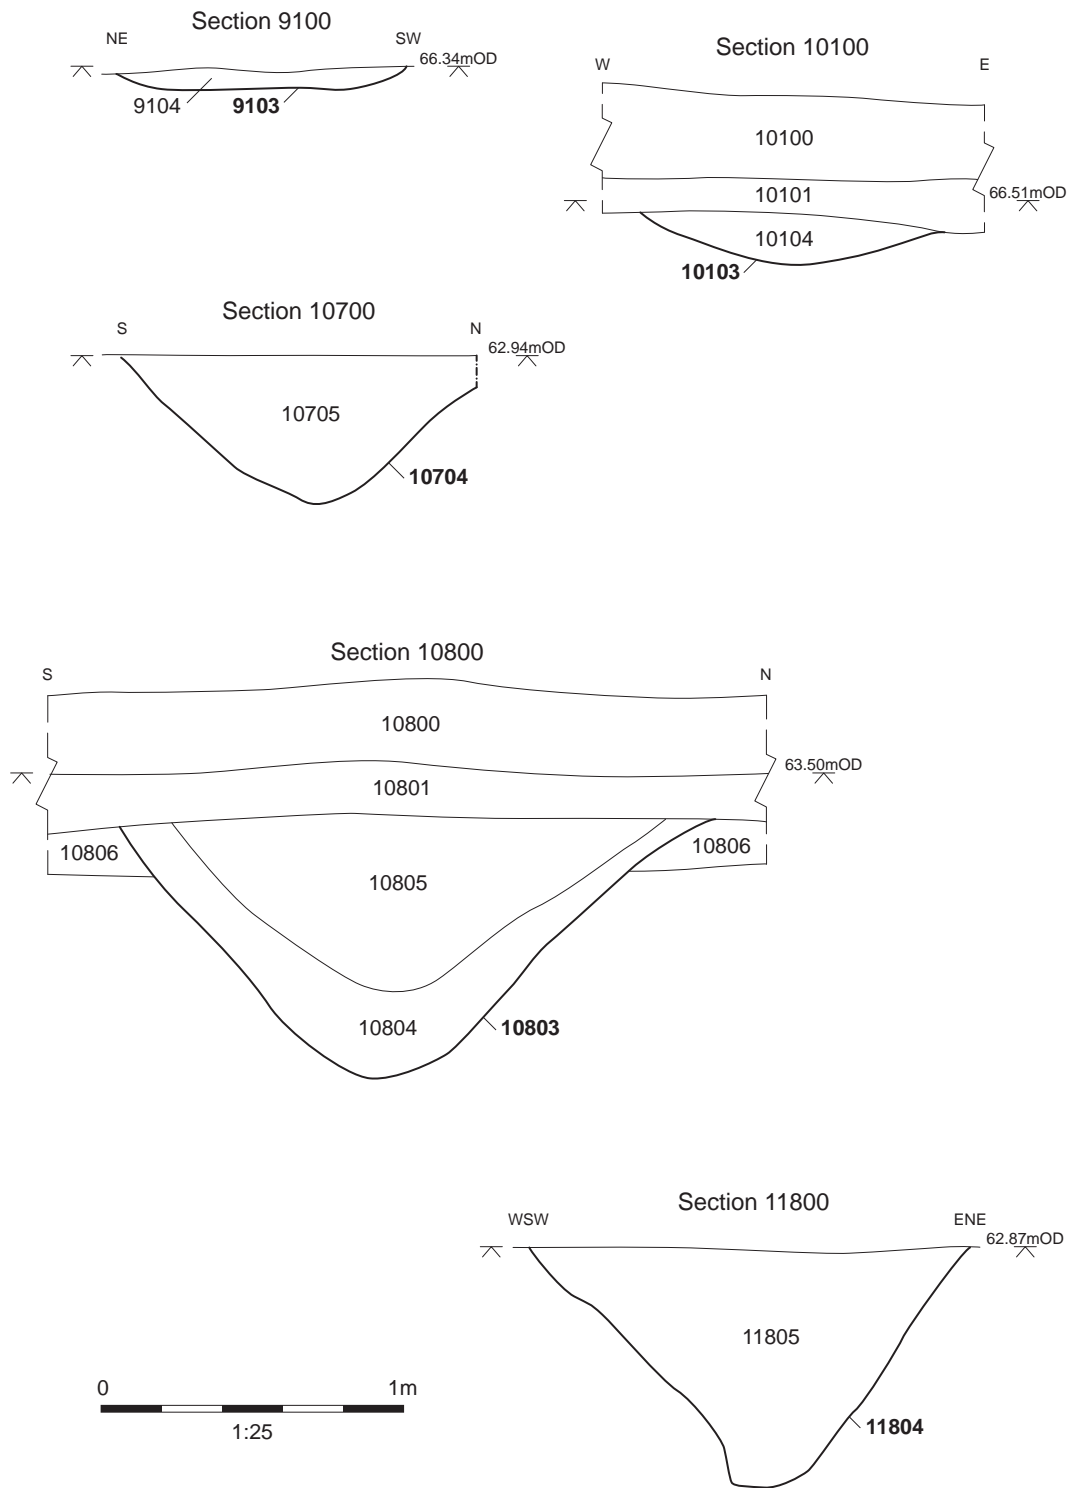 Section 9100
NE SW
66.34mOD
9104 9103
Section 10100
W E
10100
10101
66.51mOD
10104
10103
Section 10700
S N
62.94mOD
10705
10704
Section 10800
S N
10800
63.50mOD
10801
10806 10806
10805
10804 10803
Section 11800
WSW ENE
62.87mOD
11805
11804
0 1m
1:25